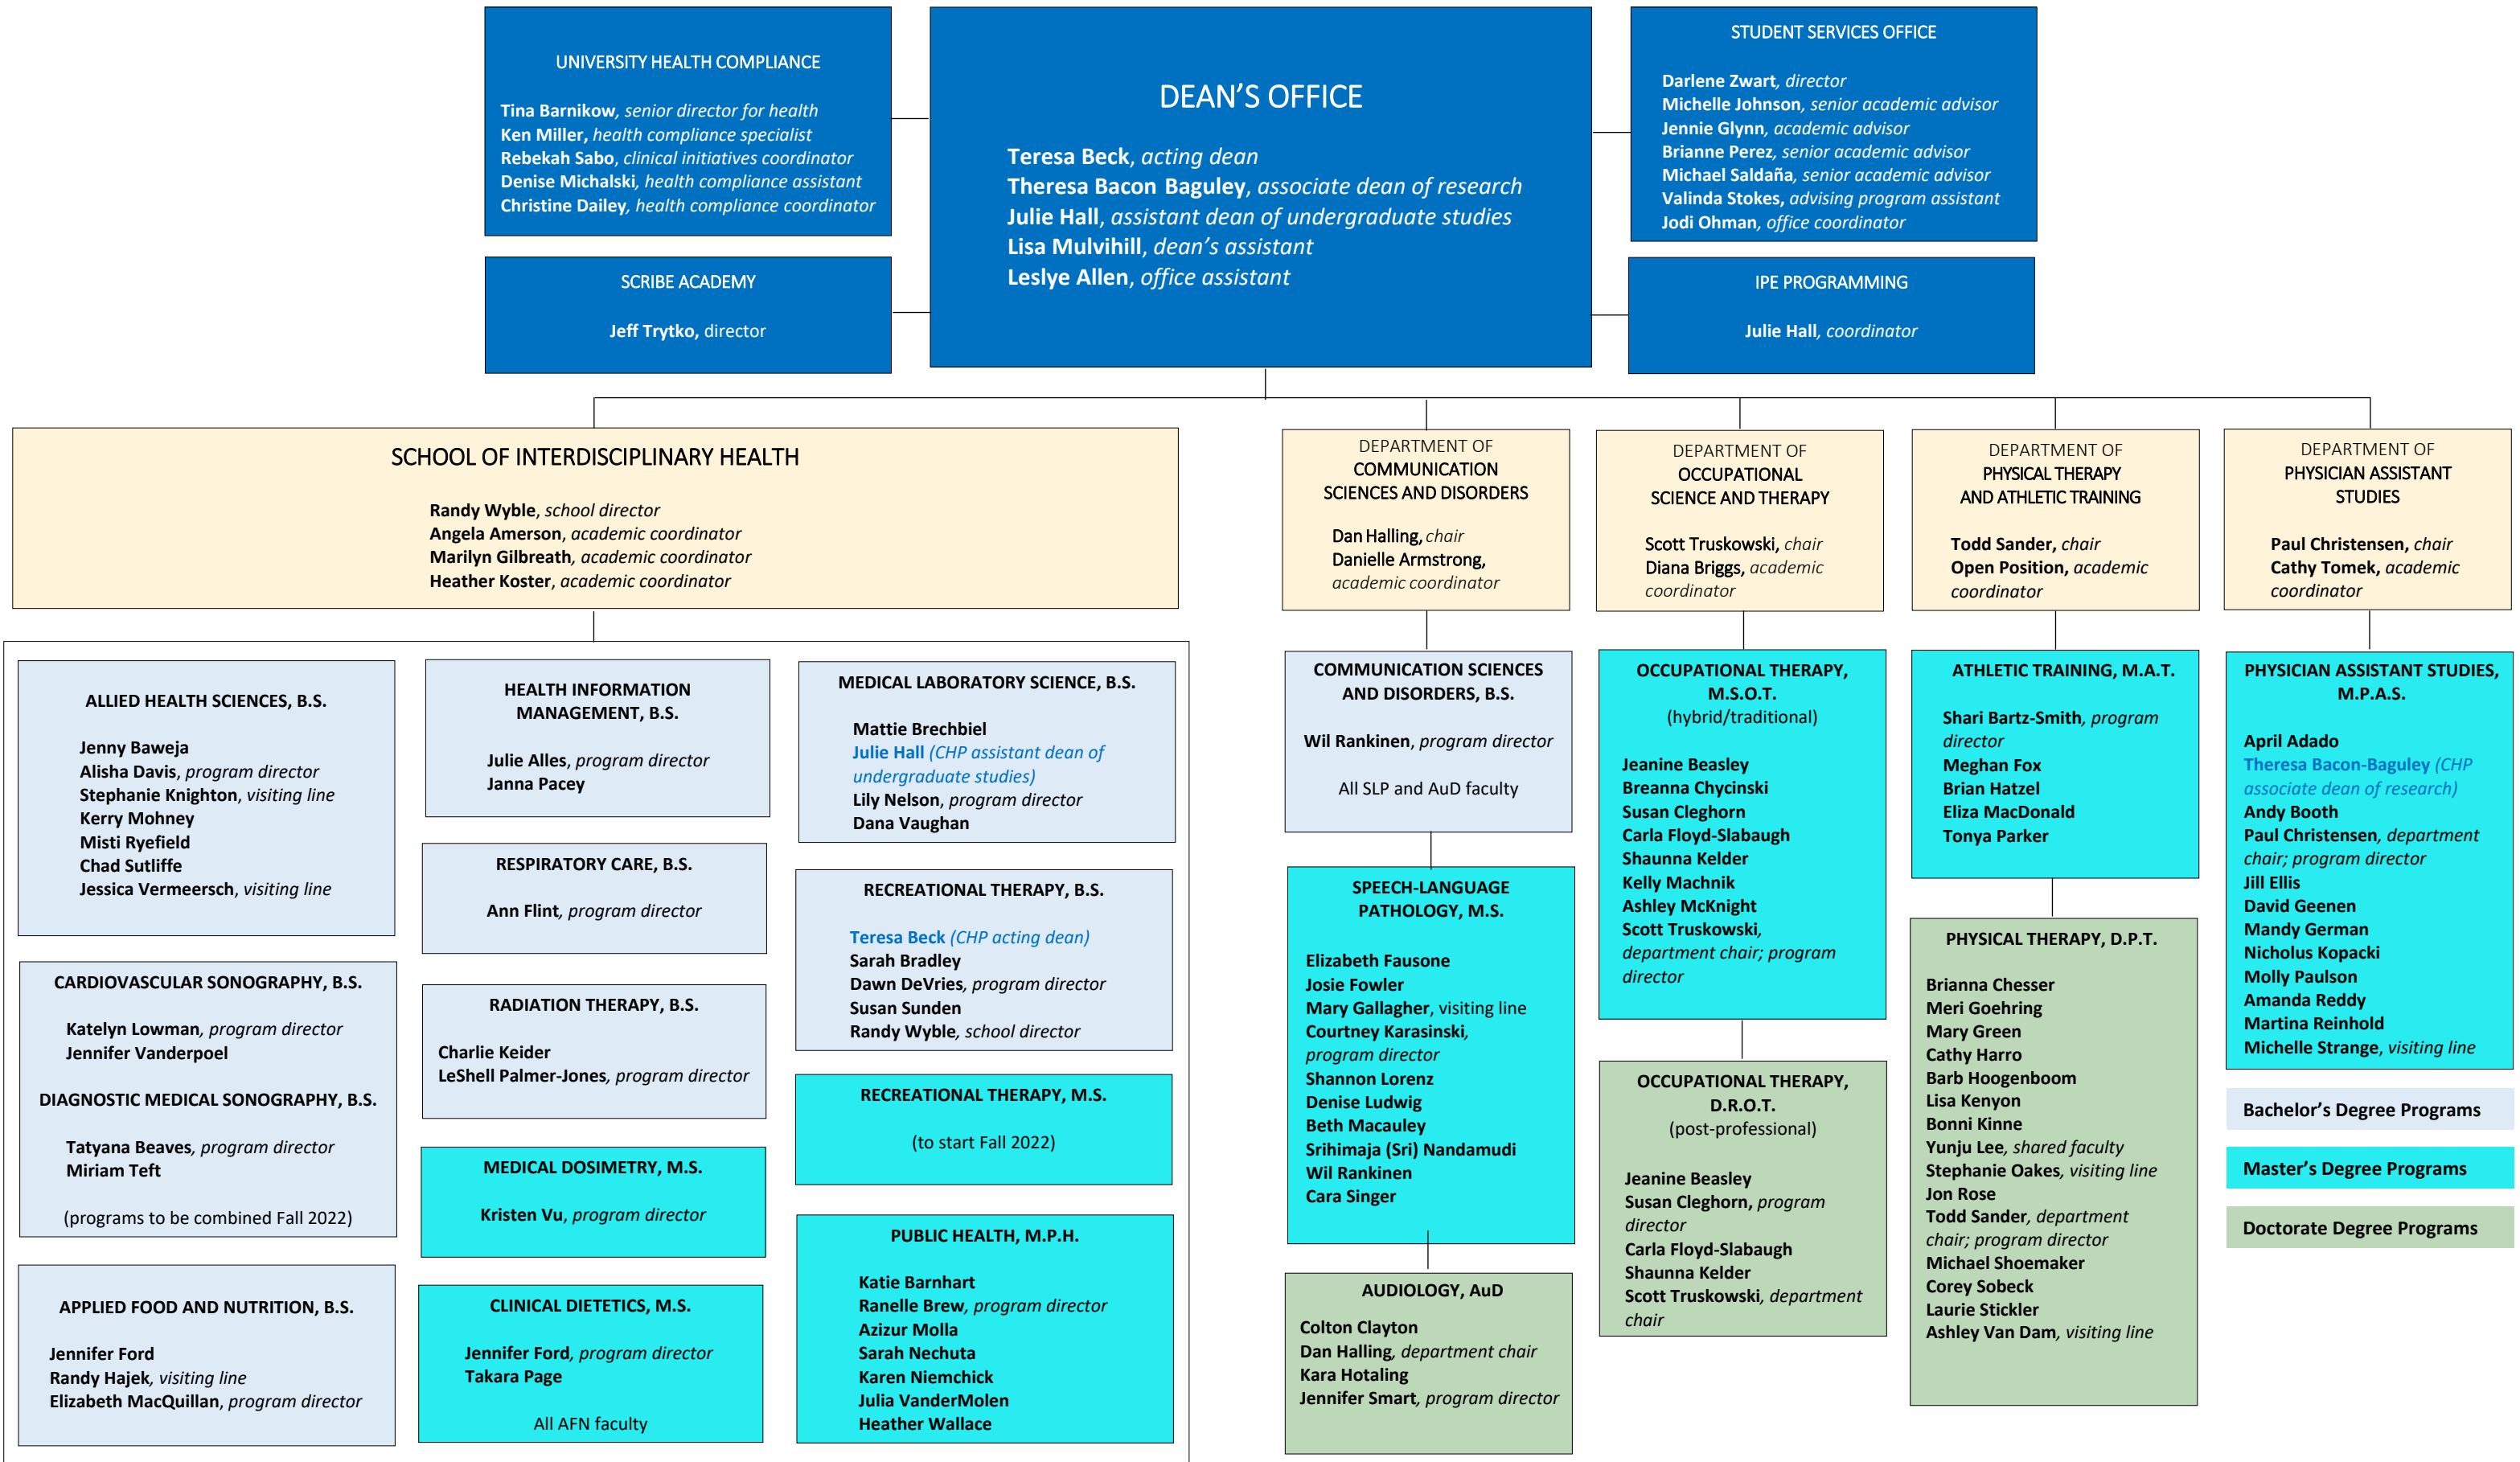 UNIVERSITY HEALTH COMPLIANCE
Tina Barnikow, senior director for health
Ken Miller, health compliance specialist
Rebekah Sabo, clinical initiatives coordinator
Denise Michalski, health compliance assistant
Christine Dailey, health compliance coordinator
SCRIBE ACADEMY
Jeff Trytko, director
DEAN'S OFFICE
Teresa Beck, acting dean
Theresa Bacon Baguley, associate dean of research
Julie Hall, assistant dean of undergraduate studies
Lisa Mulvihill, dean's assistant
Leslye Allen, office assistant
STUDENT SERVICES OFFICE
Darlene Zwart, director
Michelle Johnson, senior academic advisor
Jennie Glynn, academic advisor
Brianne Perez, senior academic advisor
Michael Saldaña, senior academic advisor
Valinda Stokes, advising program assistant
Jodi Ohman, office coordinator
IPE PROGRAMMING
Julie Hall, coordinator
SCHOOL OF INTERDISCIPLINARY HEALTH
Randy Wyble, school director
Angela Amerson, academic coordinator
Marilyn Gilbreath, academic coordinator
Heather Koster, academic coordinator
DEPARTMENT OF
COMMUNICATION
SCIENCES AND DISORDERS
Dan Halling, chair
Danielle Armstrong,
academic coordinator
DEPARTMENT OF
OCCUPATIONAL
SCIENCE AND THERAPY
Scott Truskowski, chair
Diana Briggs, academic
coordinator
DEPARTMENT OF
PHYSICAL THERAPY
AND ATHLETIC TRAINING
Todd Sander, chair
Open Position, academic
coordinator
DEPARTMENT OF
PHYSICIAN ASSISTANT
STUDIES
Paul Christensen, chair
Cathy Tomek, academic
coordinator
ALLIED HEALTH SCIENCES, B.S.
Jenny Baweja
Alisha Davis, program director
Stephanie Knighton, visiting line
Kerry Mohney
Misti Ryefield
Chad Sutliffe
Jessica Vermeersch, visiting line
CARDIOVASCULAR SONOGRAPHY, B.S.
Katelyn Lowman, program director
Jennifer Vanderpoel
DIAGNOSTIC MEDICAL SONOGRAPHY, B.S.
Tatyana Beaves, program director
Miriam Teft
(programs to be combined Fall 2022)
APPLIED FOOD AND NUTRITION, B.S.
Jennifer Ford
Randy Hajek, visiting line
Elizabeth MacQuillan, program director
HEALTH INFORMATION
MANAGEMENT, B.S.
Julie Alles, program director
Janna Pacey
RESPIRATORY CARE, B.S.
Ann Flint, program director
RADIATION THERAPY, B.S.
Charlie Keider
LeShell Palmer-Jones, program director
MEDICAL DOSIMETRY, M.S.
Kristen Vu, program director
CLINICAL DIETETICS, M.S.
Jennifer Ford, program director
Takara Page
All AFN faculty
MEDICAL LABORATORY SCIENCE, B.S.
Mattie Brechbiel
Julie Hall (CHP assistant dean of
undergraduate studies)
Lily Nelson, program director
Dana Vaughan
RECREATIONAL THERAPY, B.S.
Teresa Beck (CHP acting dean)
Sarah Bradley
Dawn DeVries, program director
Susan Sunden
Randy Wyble, school director
RECREATIONAL THERAPY, M.S.
(to start Fall 2022)
PUBLIC HEALTH, M.P.H.
Katie Barnhart
Ranelle Brew, program director
Azizur Molla
Sarah Nechuta
Karen Niemchick
Julia VanderMolen
Heather Wallace
COMMUNICATION SCIENCES
AND DISORDERS, B.S.
Wil Rankinen, program director
All SLP and AuD faculty
SPEECH-LANGUAGE
PATHOLOGY, M.S.
Elizabeth Fausone
Josie Fowler
Mary Gallagher, visiting line
Courtney Karasinski,
program director
Shannon Lorenz
Denise Ludwig
Beth Macauley
Srihimaja (Sri) Nandamudi
Wil Rankinen
Cara Singer
AUDIOLOGY, AuD
Colton Clayton
Dan Halling, department chair
Kara Hotaling
Jennifer Smart, program director
OCCUPATIONAL THERAPY,
M.S.O.T.
(hybrid/traditional)
Jeanine Beasley
Breanna Chycinski
Susan Cleghorn
Carla Floyd-Slabaugh
Shaunna Kelder
Kelly Machnik
Ashley McKnight
Scott Truskowski,
department chair; program
director
OCCUPATIONAL THERAPY,
D.R.O.T.
(post-professional)
Jeanine Beasley
Susan Cleghorn, program
director
Carla Floyd-Slabaugh
Shaunna Kelder
Scott Truskowski, department
chair
ATHLETIC TRAINING, M.A.T.
Shari Bartz-Smith, program
director
Meghan Fox
Brian Hatzel
Eliza MacDonald
Tonya Parker
PHYSICAL THERAPY, D.P.T.
Brianna Chesser
Meri Goehring
Mary Green
Cathy Harro
Barb Hoogenboom
Lisa Kenyon
Bonni Kinne
Yunju Lee, shared faculty
Stephanie Oakes, visiting line
Jon Rose
Todd Sander, department
chair; program director
Michael Shoemaker
Corey Sobeck
Laurie Stickler
Ashley Van Dam, visiting line
PHYSICIAN ASSISTANT STUDIES,
M.P.A.S.
April Adado
Theresa Bacon-Baguley (CHP
associate dean of research)
Andy Booth
Paul Christensen, department
chair; program director
Jill Ellis
David Geenen
Mandy German
Nicholus Kopacki
Molly Paulson
Amanda Reddy
Martina Reinhold
Michelle Strange, visiting line
Bachelor's Degree Programs
Master's Degree Programs
Doctorate Degree Programs